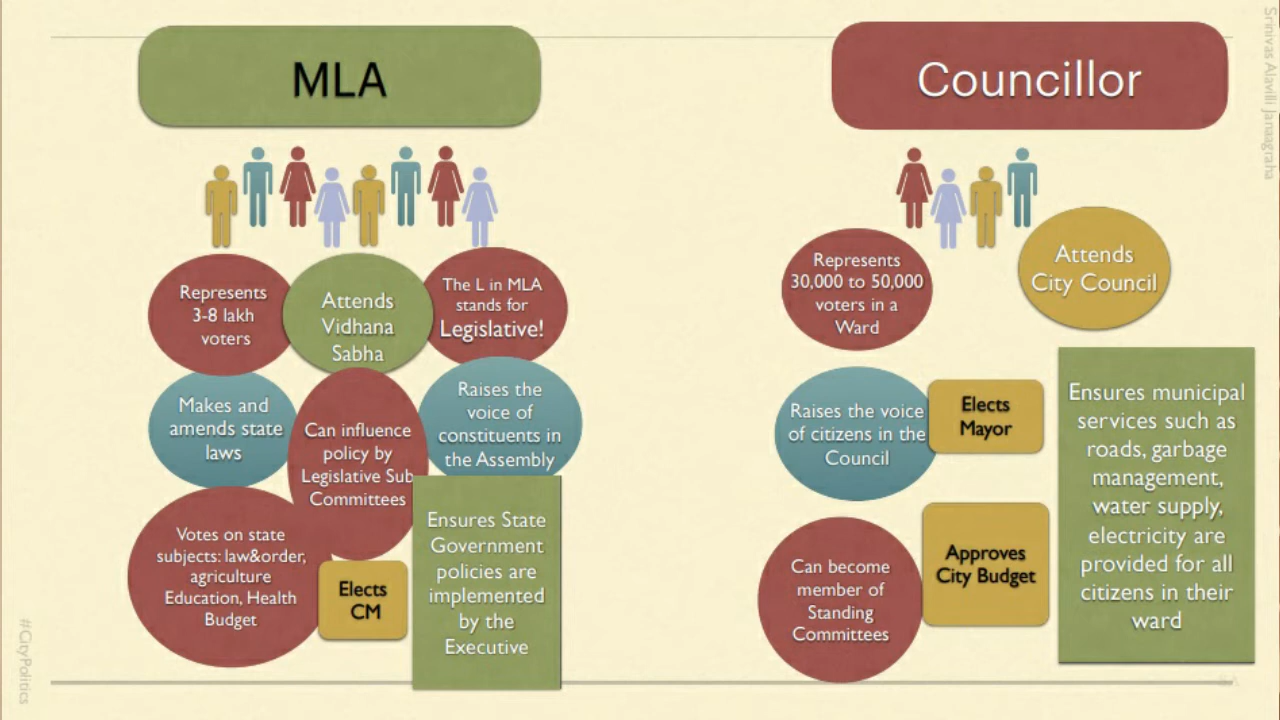 MLA
Represents
3-8 lakh
voters
Attends
Vidhana
Sabha
The L in MLA
stands for
Legislative!
Makes and
amends state
laws
Can influence
policy by
Legislative Sub
Committees
Raises the
voice of
constituents in
the Assembly
Votes on state
subjects: law&order,
agriculture
Education, Health
Budget
Elects
CM
Ensures State
Government
policies are
implemented
by the
Executive
Councillor
Represents
30,000 to 50,000
voters in a
Ward
Attends
City Council
Raises the voice
of citizens in the
Council
Elects
Mayor
Can become
member of
Standing
Committees
Approves
City Budget
Ensures municipal
services such as
roads, garbage
management,
water supply,
electricity are
provided for all
citizens in their
ward
#CityPolitics
Srinivas Alavilli Janaagraha